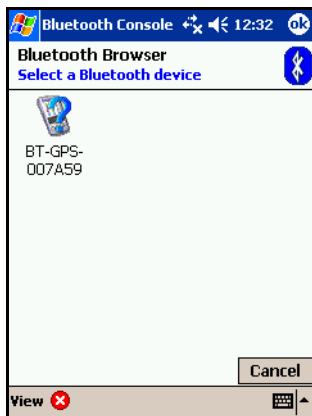 Bluetooth Console 12:32 ok
Bluetooth Browser
Select a Bluetooth device
BT-GPS-
007A59
Cancel
View